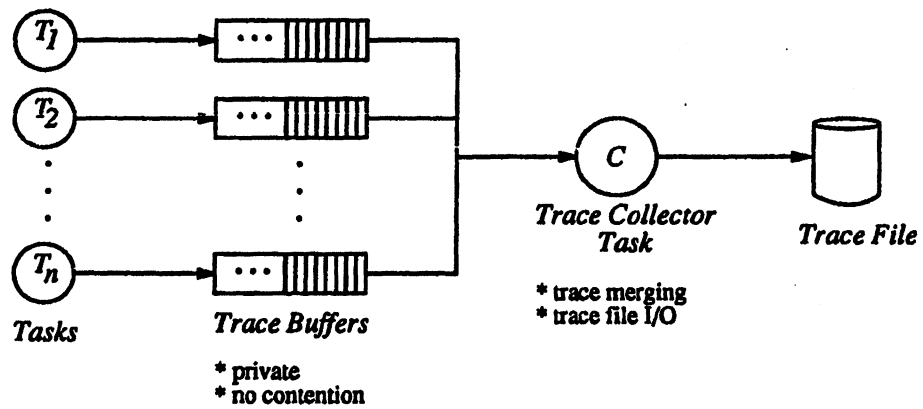 T1
T2
Tn
Tasks
Trace Buffers
* private
* no contention
C
Trace Collector
Task
* trace merging
* trace file I/O
Trace File